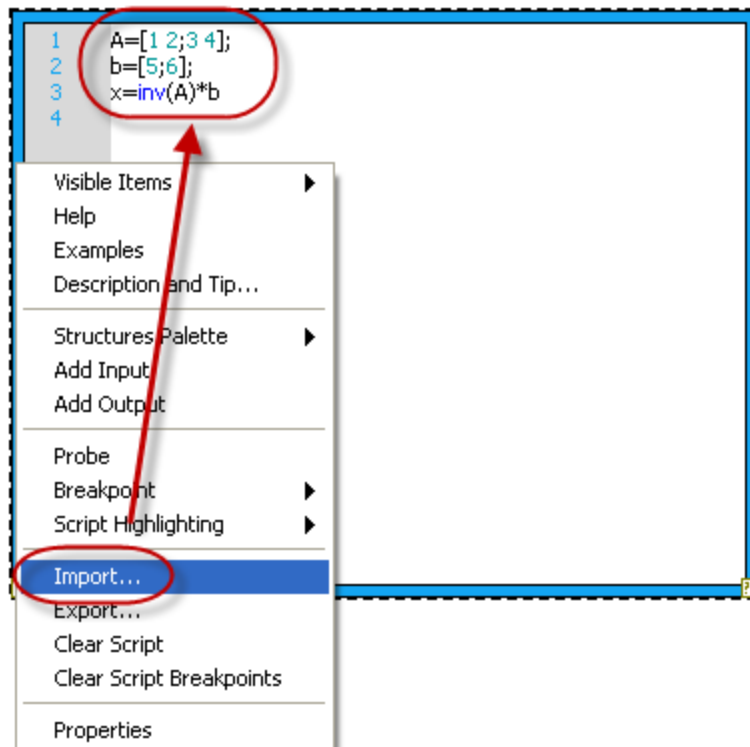 1 A=[1 2;3 4];
2 b=[5;6];
3 x=inv(A)*b
4
Visible Items
Help
Examples
Description and Tip...
Structures Palette
Add Input
Add Output
Probe
Breakpoint
Script Highlighting
Import...
Export...
Clear Script
Clear Script Breakpoints
Properties
?